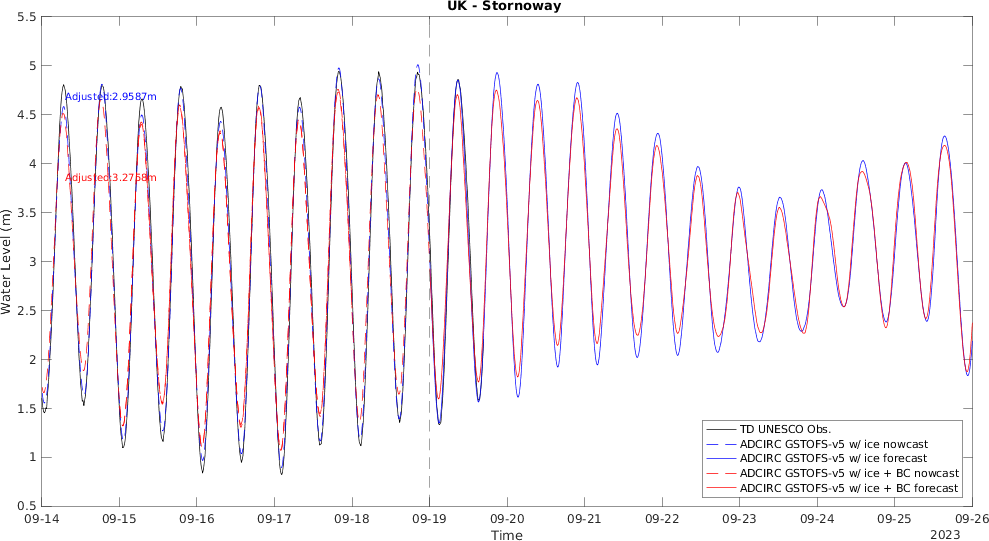 UK - Stornoway
5.5
5
4.5
4
3.5
3
2.5
2
1.5
1
0.5
Water Level (m)
Adjusted:2.9587m
Adjusted:3.2768m
TD UNESCO Obs.
ADCIRC GSTOFS-v5 w/ ice nowcast
ADCIRC GSTOFS-v5 w/ ice forecast
ADCIRC GSTOFS-v5 w/ ice + BC nowcast
ADCIRC GSTOFS-v5 w/ ice + BC forecast
09-14 09-15 09-16 09-17 09-18 09-19 09-20 09-21 09-22 09-23 09-24 09-25 09-26
Time
2023